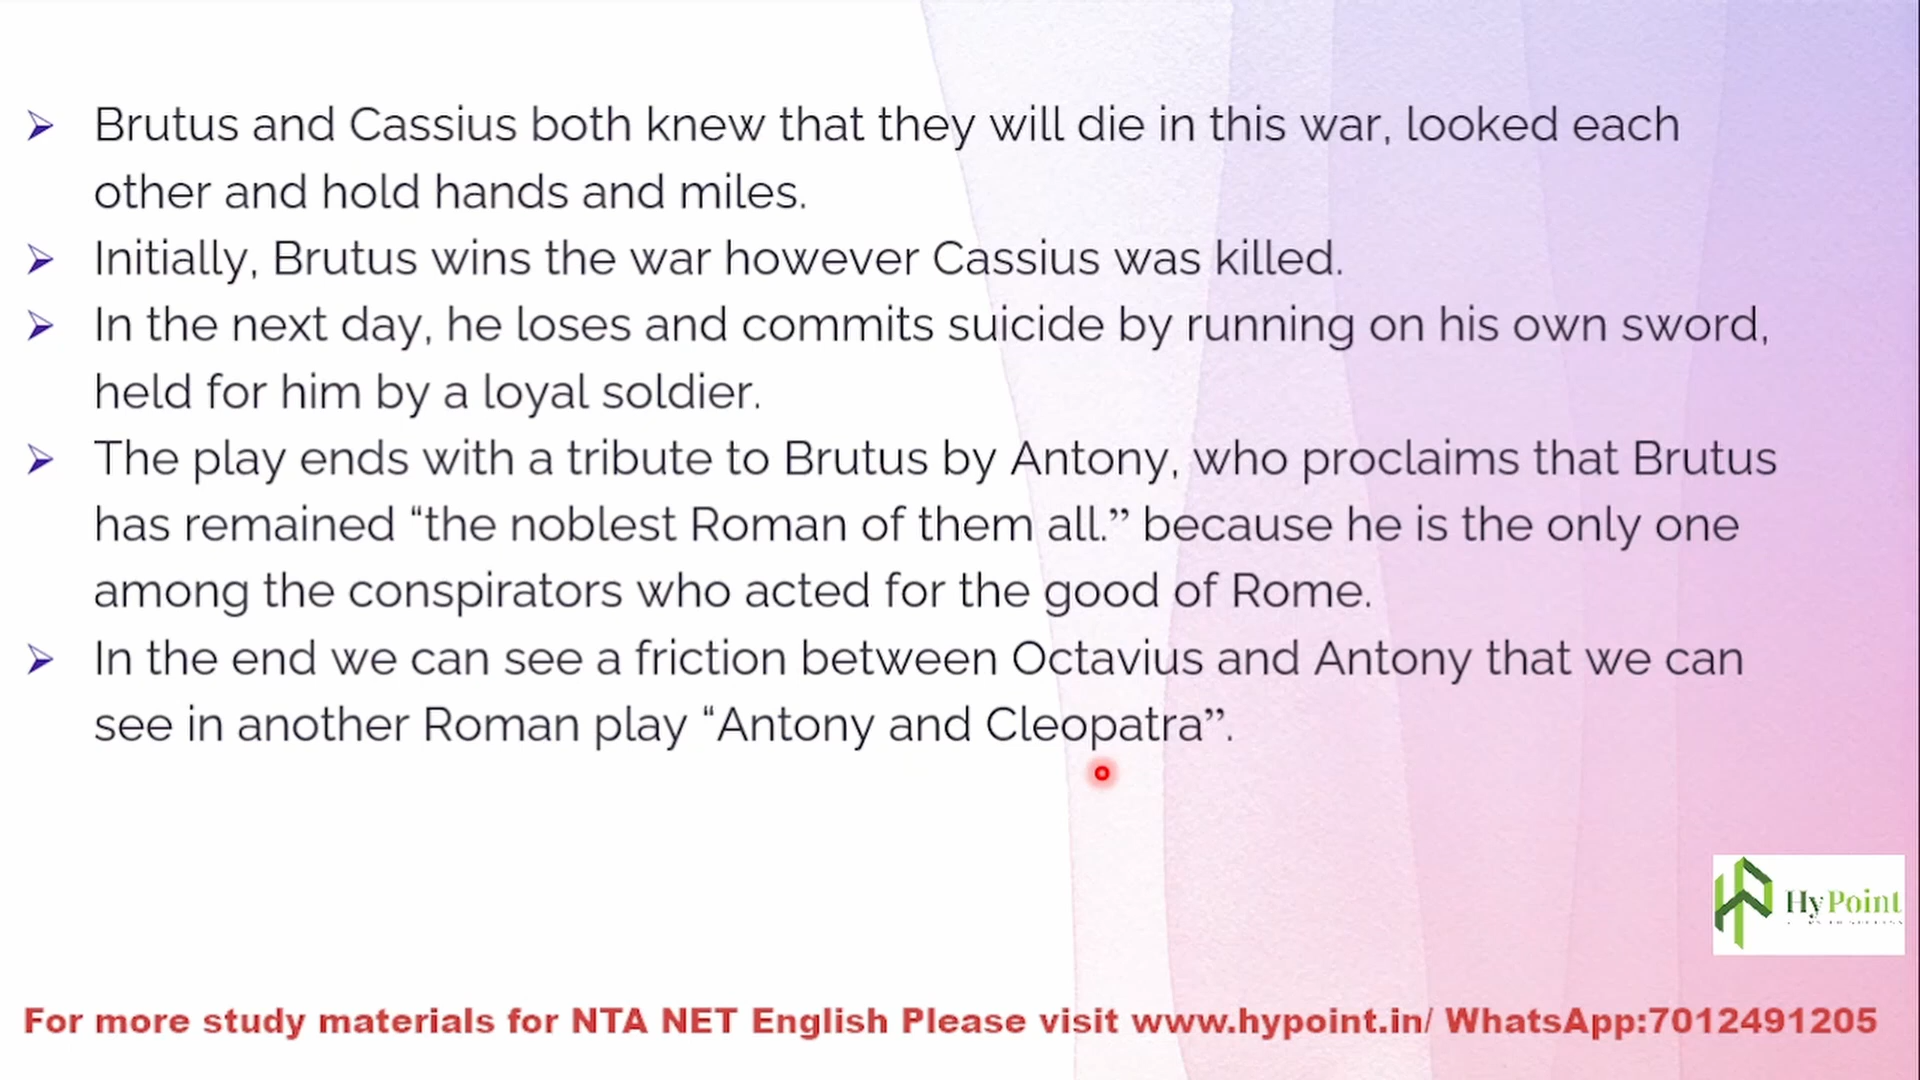 Brutus and Cassius both knew that they will die in this war, looked each
other and hold hands and miles.
Initially, Brutus wins the war however Cassius was killed.
In the next day, he loses and commits suicide by running on his own sword,
held for him by a loyal soldier.
The play ends with a tribute to Brutus by Antony, who proclaims that Brutus
has remained “the noblest Roman of them all.” because he is the only one
among the conspirators who acted for the good of Rome.
In the end we can see a friction between Octavius and Antony that we can
see in another Roman play “Antony and Cleopatra”.
HyPoint
For more study materials for NTA NET English Please visit www.hypoint.in/ WhatsApp:7012491205